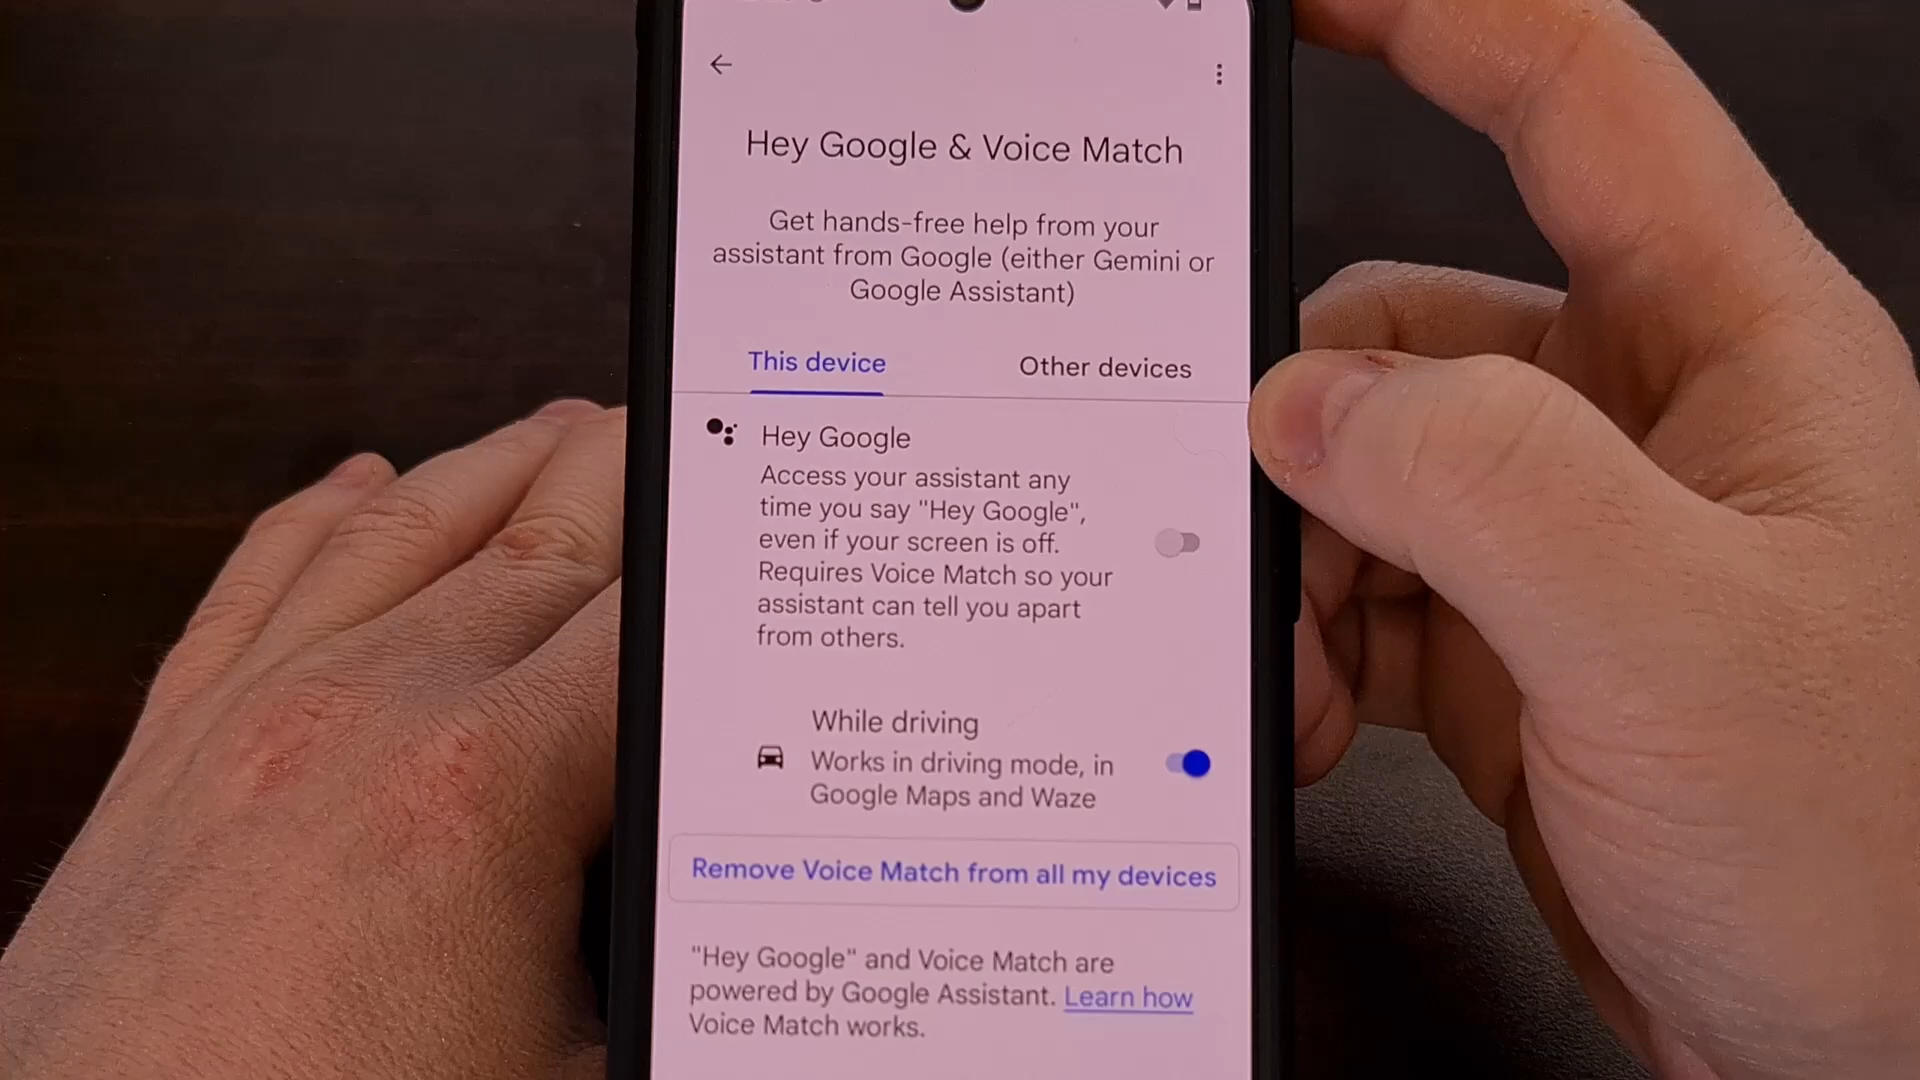 Hey Google & Voice Match
Get hands-free help from your
assistant from Google (either Gemini or
Google Assistant)
This device
Other devices
Hey Google
Access your assistant any
time you say "Hey Google",
even if your screen is off.
Requires Voice Match so your
assistant can tell you apart
from others.
While driving
Works in driving mode, in
Google Maps and Waze
Remove Voice Match from all my devices
"Hey Google" and Voice Match are
powered by Google Assistant. Learn how
Voice Match works.